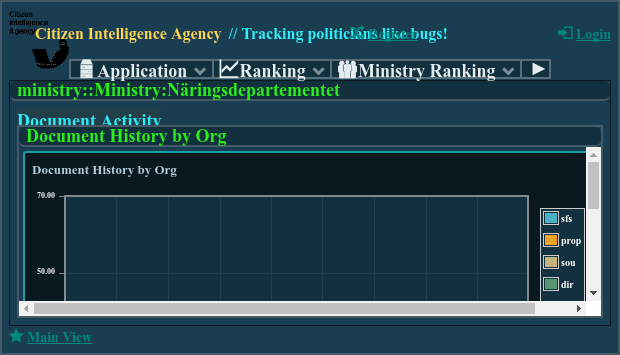 Citizen
Intelligence
Agency
Citizen Intelligence Agency // Tracking politicians like bugs!
Register
Login
Application
Ranking
Ministry Ranking
ministry::Ministry:Näringsdepartementet
Document Activity
Document History by Org
Document History by Org
70.00
50.00
sfs
prop
sou
dir
Main View